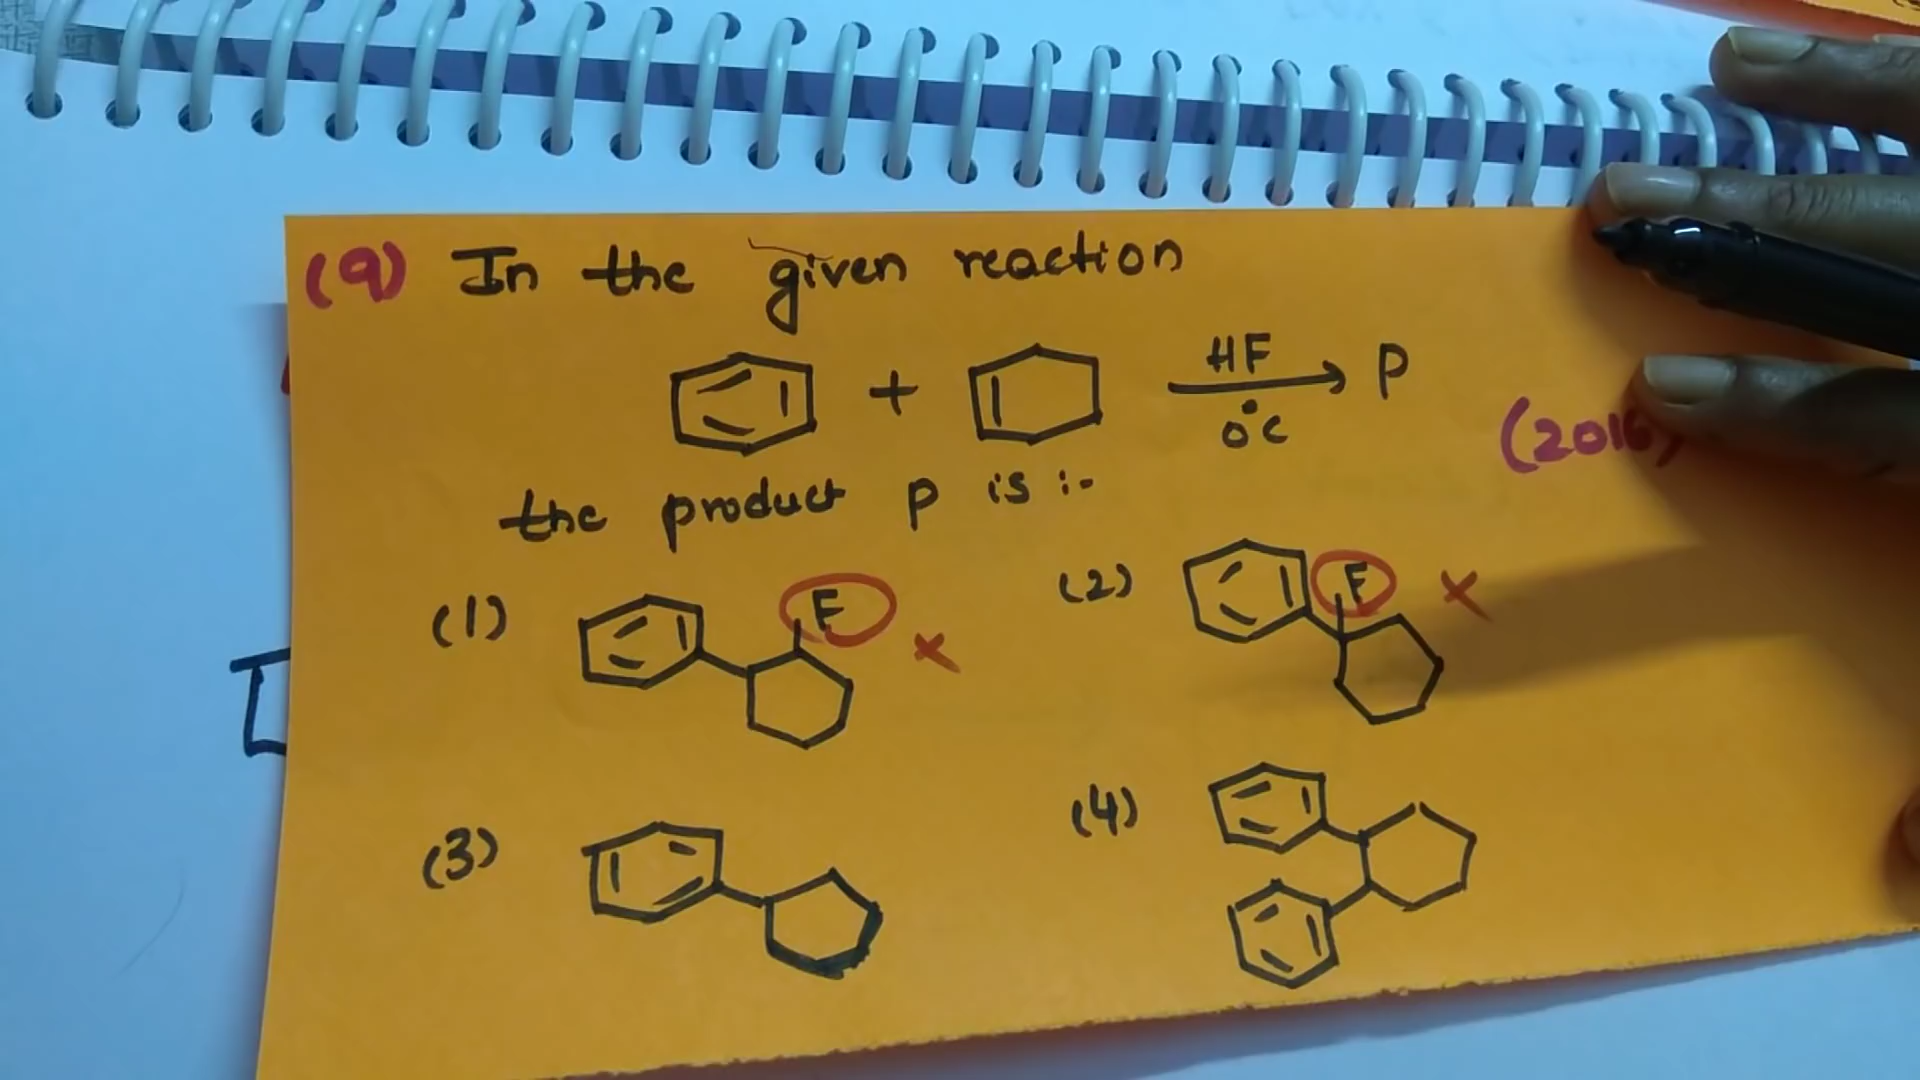 (9) In the given reaction
+ HF P
0°C
(2016)
the product p is :-
(1) F x (2) F x
(3) (4)